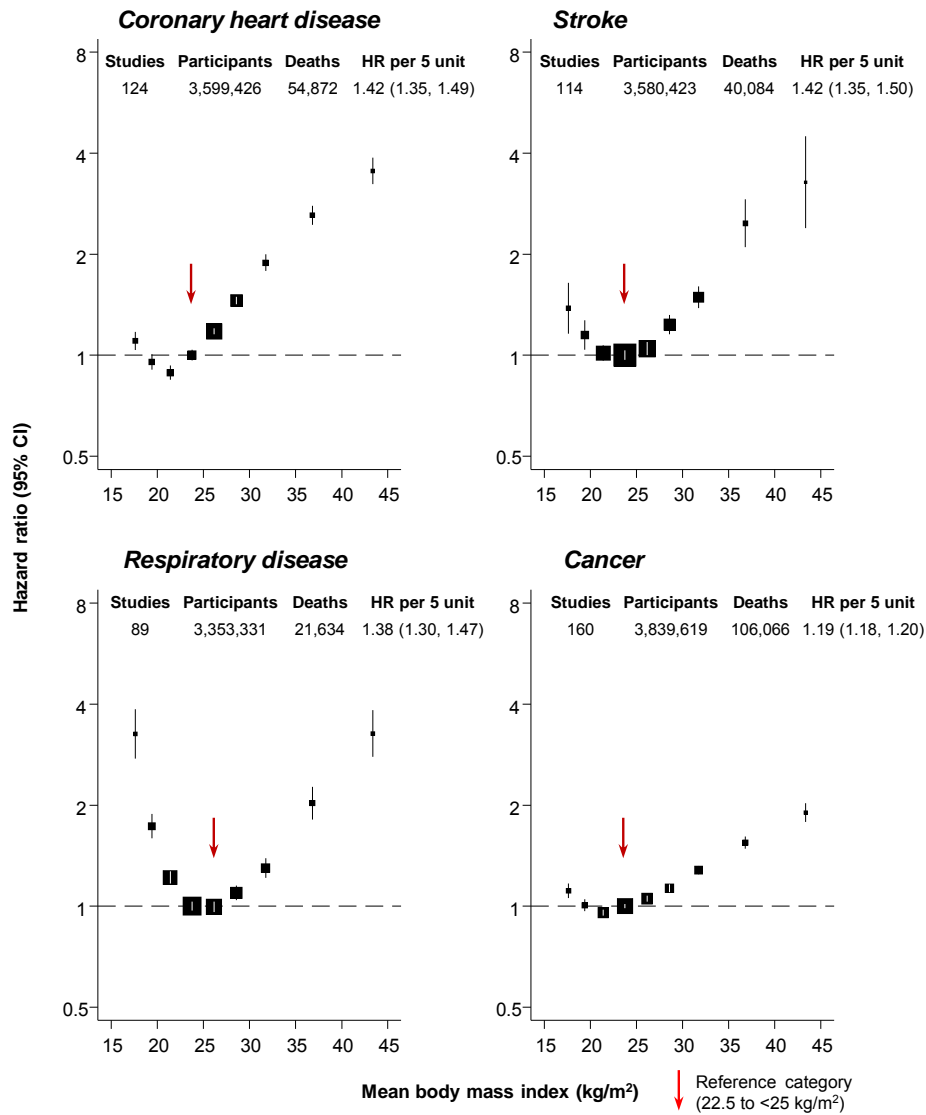 Coronary heart disease
Studies Participants Deaths HR per 5 unit
124 3,599,426 54,872 1.42 (1.35, 1.49)
8
4
2
1
0.5
15 20 25 30 35 40 45
Stroke
Studies Participants Deaths HR per 5 unit
114 3,580,423 40,084 1.42 (1.35, 1.50)
8
4
2
1
0.5
15 20 25 30 35 40 45
Hazard ratio (95% CI)
Respiratory disease
Studies Participants Deaths HR per 5 unit
89 3,353,331 21,634 1.38 (1.30, 1.47)
8
4
2
1
0.5
15 20 25 30 35 40 45
Cancer
Studies Participants Deaths HR per 5 unit
160 3,839,619 106,066 1.19 (1.18, 1.20)
8
4
2
1
0.5
15 20 25 30 35 40 45
Mean body mass index (kg/m²)
Reference category
(22.5 to <25 kg/m²)